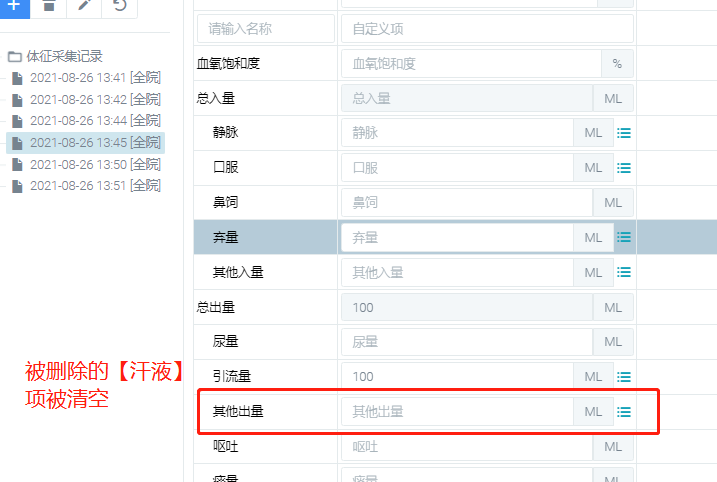 请输入名称 自定义项
体征采集记录
血氧饱和度 血氧饱和度 %
2021-08-26 13:41 [全院]
2021-08-26 13:42 [全院]
总入量 总入量 ML
2021-08-26 13:44 [全院]
静脉 静脉 ML
2021-08-26 13:45 [全院]
2021-08-26 13:50 [全院]
口服 口服 ML
2021-08-26 13:51 [全院]
鼻饲 鼻饲 ML
弃量 弃量 ML
其他入量 其他入量 ML
总出量 100 ML
尿量 尿量 ML
被删除的【汗液】
项被清空
引流量 100 ML
其他出量 其他出量 ML
呕吐 呕吐 ML
痰量 痰量 ML